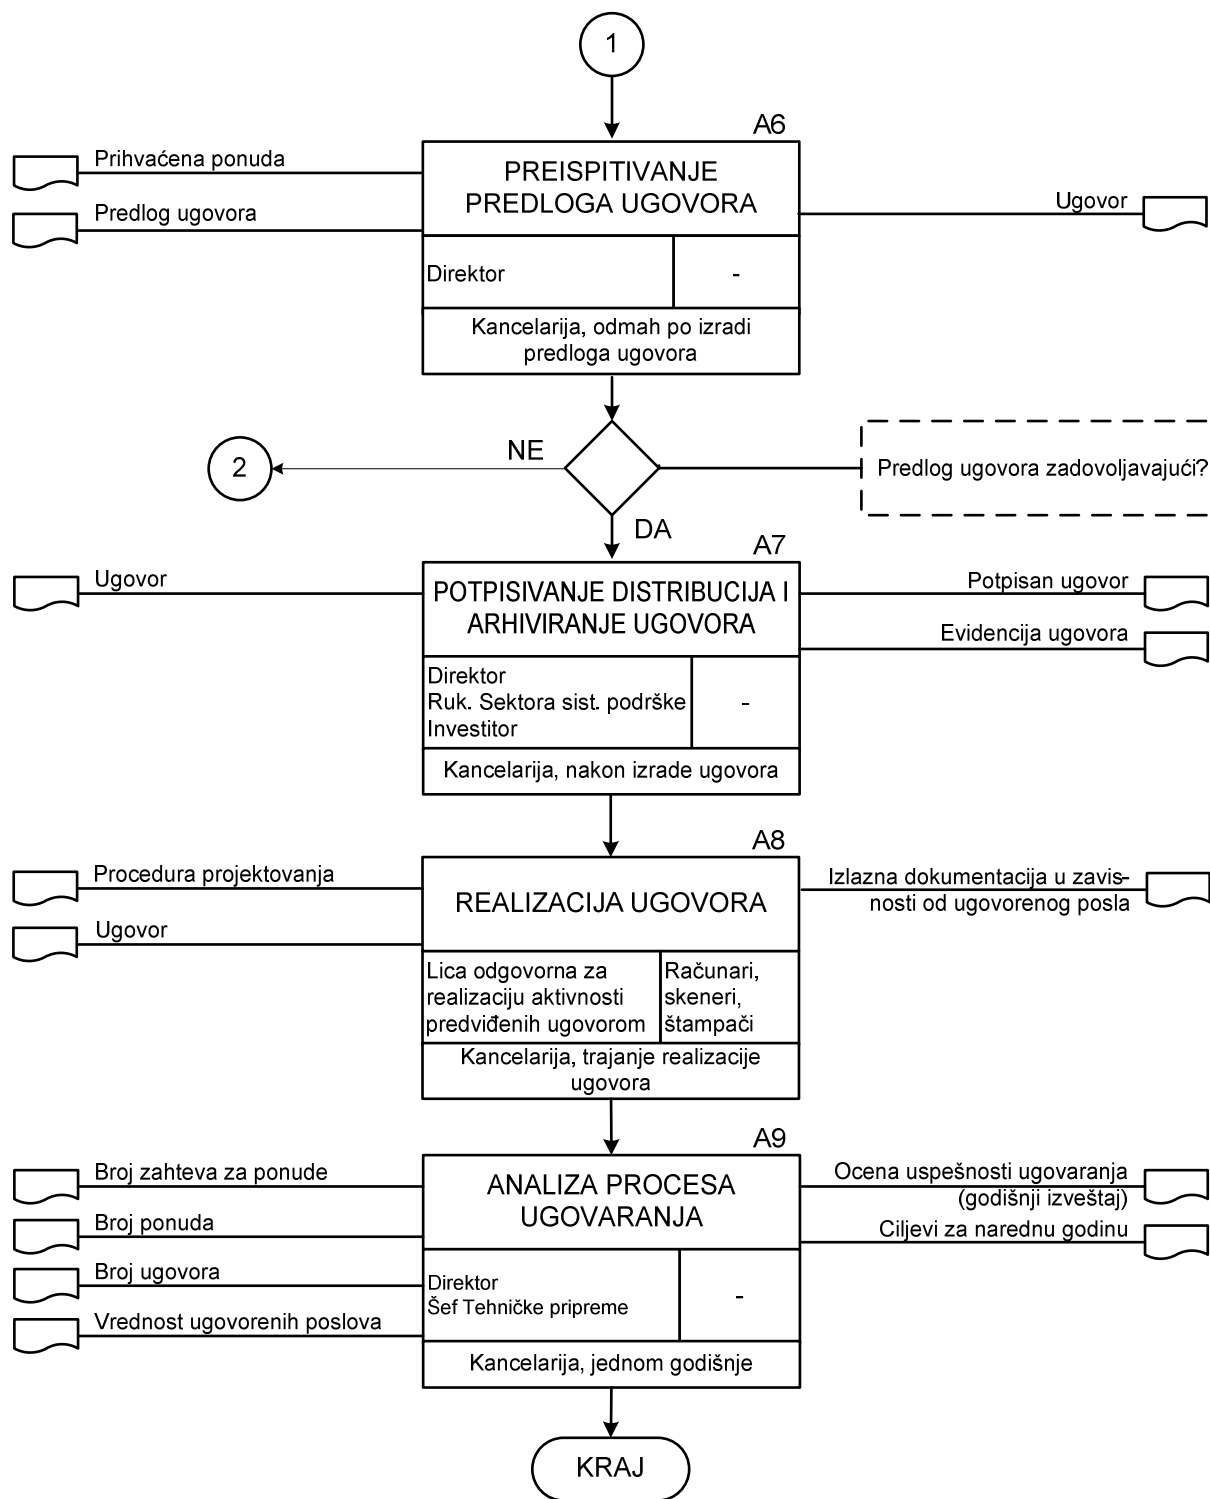 1
A6
Prihvaćena ponuda
Predlog ugovora
PREISPITIVANJE
PREDLOGA UGOVORA
Ugovor
Direktor
-
Kancelarija, odmah po izradi
predloga ugovora
NE
2
Predlog ugovora zadovoljavajući?
DA
A7
Ugovor
POTPISIVANJE DISTRIBUCIJA I
ARHIVIRANJE UGOVORA
Potpisan ugovor
Evidencija ugovora
Direktor
Ruk. Sektora sist. podrške
Investitor
-
Kancelarija, nakon izrade ugovora
A8
Procedura projektovanja
Ugovor
REALIZACIJA UGOVORA
Izlazna dokumentacija u zavis-
nosti od ugovorenog posla
Lica odgovorna za
realizaciju aktivnosti
predviđenih ugovorom
Računari,
skeneri,
štampači
Kancelarija, trajanje realizacije
ugovora
A9
Broj zahteva za ponude
Broj ponuda
Broj ugovora
Vrednost ugovorenih poslova
ANALIZA PROCESA
UGOVARANJA
Ocena uspešnosti ugovaranja
(godišnji izveštaj)
Ciljevi za narednu godinu
Direktor
Šef Tehničke pripreme
-
Kancelarija, jednom godišnje
KRAJ